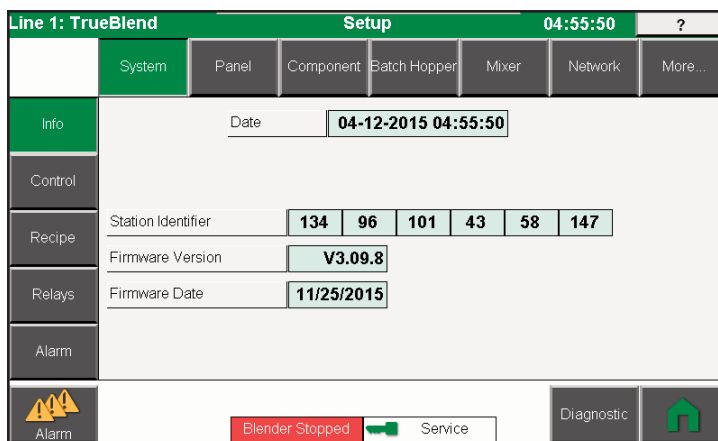 Line 1: TrueBlend Setup 04:55:50 ?
System Panel Component Batch Hopper Mixer Network More...
Info
Date 04-12-2015 04:55:50
Control
Station Identifier 134 96 101 43 58 147
Recipe
Firmware Version V3.09.8
Relays
Firmware Date 11/25/2015
Alarm
Alarm
Blender Stopped Service
Diagnostic